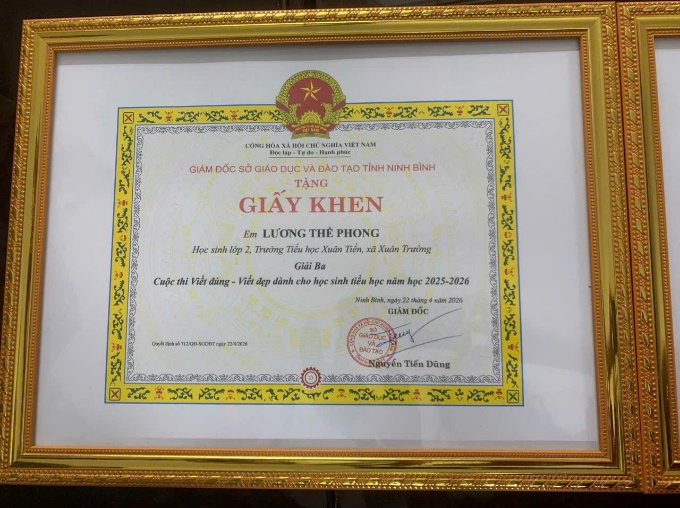 CỘNG HÒA XÃ HỘI CHỦ NGHĨA VIỆT NAM
Độc lập - Tự do - Hạnh phúc
GIÁM ĐỐC SỞ GIÁO DỤC VÀ ĐÀO TẠO TỈNH NINH BÌNH
TẶNG
GIẤY KHEN
Em LƯƠNG THẾ PHONG
Học sinh lớp 2, Trường Tiểu học Xuân Tiến, xã Xuân Trường
Giải Ba
Cuộc thi Viết đúng - Viết đẹp dành cho học sinh tiểu học năm học 2025-2026
Ninh Bình, ngày 22 tháng 4 năm 2026
GIÁM ĐỐC
SỞ
GIÁO DỤC
VÀ
ĐÀO TẠO
Quyết định số 712/QĐ-SGDĐT ngày 22/4/2026
Nguyễn Tiến Dũng